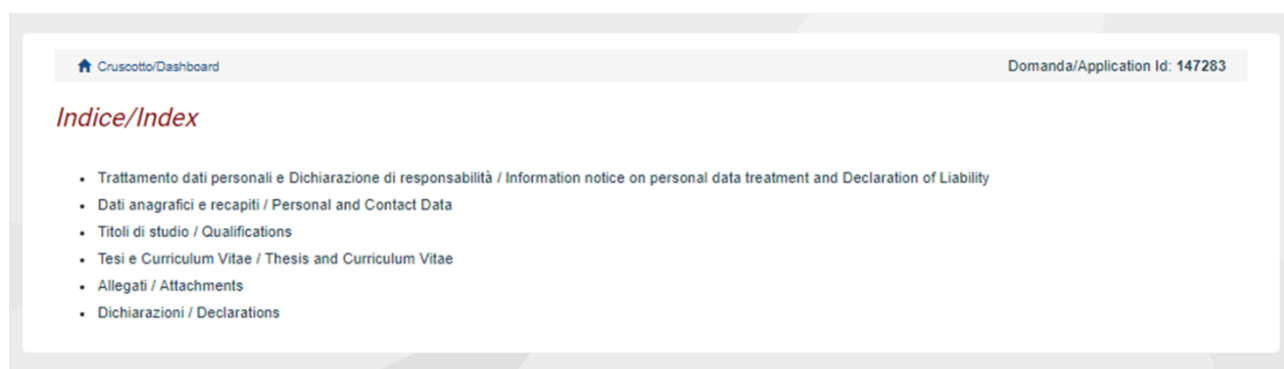 Cruscotto/Dashboard
Domanda/Application Id: 147283
Indice/Index
Trattamento dati personali e Dichiarazione di responsabilità / Information notice on personal data treatment and Declaration of Liability
Dati anagrafici e recapiti / Personal and Contact Data
Titoli di studio / Qualifications
Tesi e Curriculum Vitae / Thesis and Curriculum Vitae
Allegati / Attachments
Dichiarazioni / Declarations